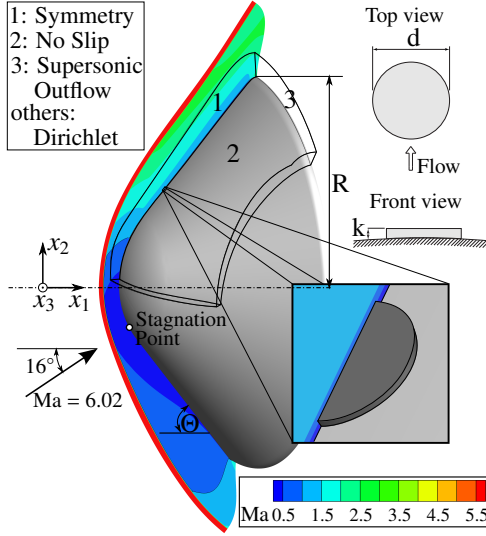 1: Symmetry
2: No Slip
3: Supersonic
Outflow
others:
Dirichlet
Top view
d
Flow
Front view
k
1
2
3
R
x₂
x₃
x₁
Stagnation
Point
16°
Ma = 6.02
Θ
Ma 0.5 1.5 2.5 3.5 4.5 5.5